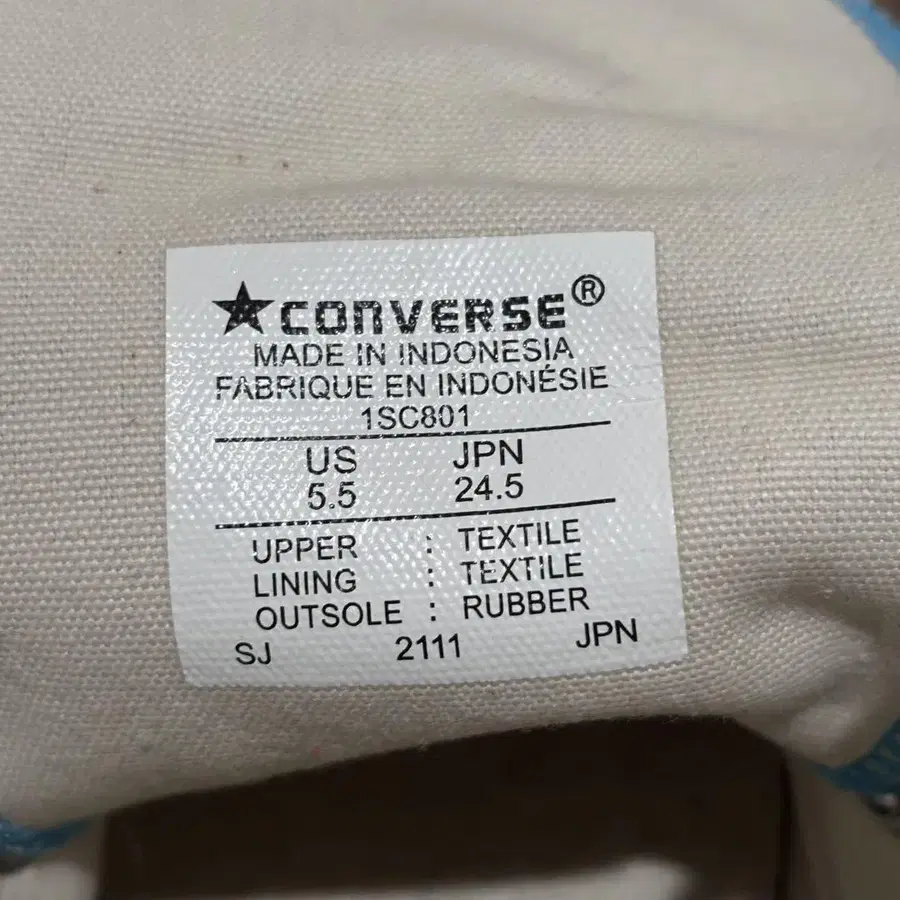 ★CONVERSE®
MADE IN INDONESIA
FABRIQUE EN INDONÉSIE
1SC801
US JPN
5.5 24.5
UPPER : TEXTILE
LINING : TEXTILE
OUTSOLE : RUBBER
SJ 2111 JPN